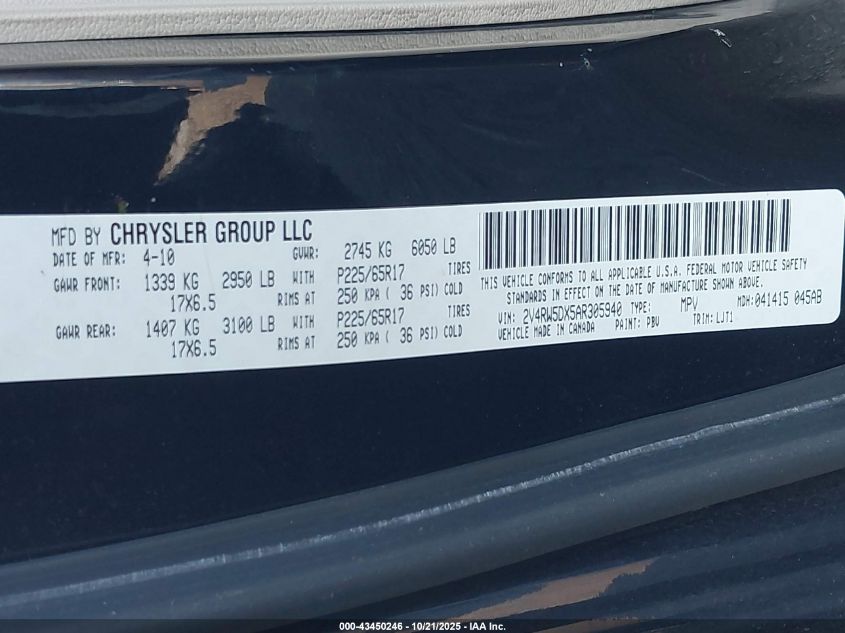 MFD BY CHRYSLER GROUP LLC
DATE OF MFR: 4-10 GVWR: 2745 KG 6050 LB
GAWR FRONT: 1339 KG 2950 LB WITH P225/65R17 TIRES
17X6.5 RIMS AT 250 KPA ( 36 PSI) COLD
GAWR REAR: 1407 KG 3100 LB WITH P225/65R17 TIRES
17X6.5 RIMS AT 250 KPA ( 36 PSI) COLD
THIS VEHICLE CONFORMS TO ALL APPLICABLE U.S.A. FEDERAL MOTOR VEHICLE SAFETY
STANDARDS IN EFFECT ON THE DATE OF MANUFACTURE SHOWN ABOVE.
VIN: 2V4RW5DX5AR305940 TYPE: MPV MDH:041415 045AB
VEHICLE MADE IN CANADA PAINT: PBV TRIM: LJT1
000-43450246 - 10/21/2025 - IAA Inc.